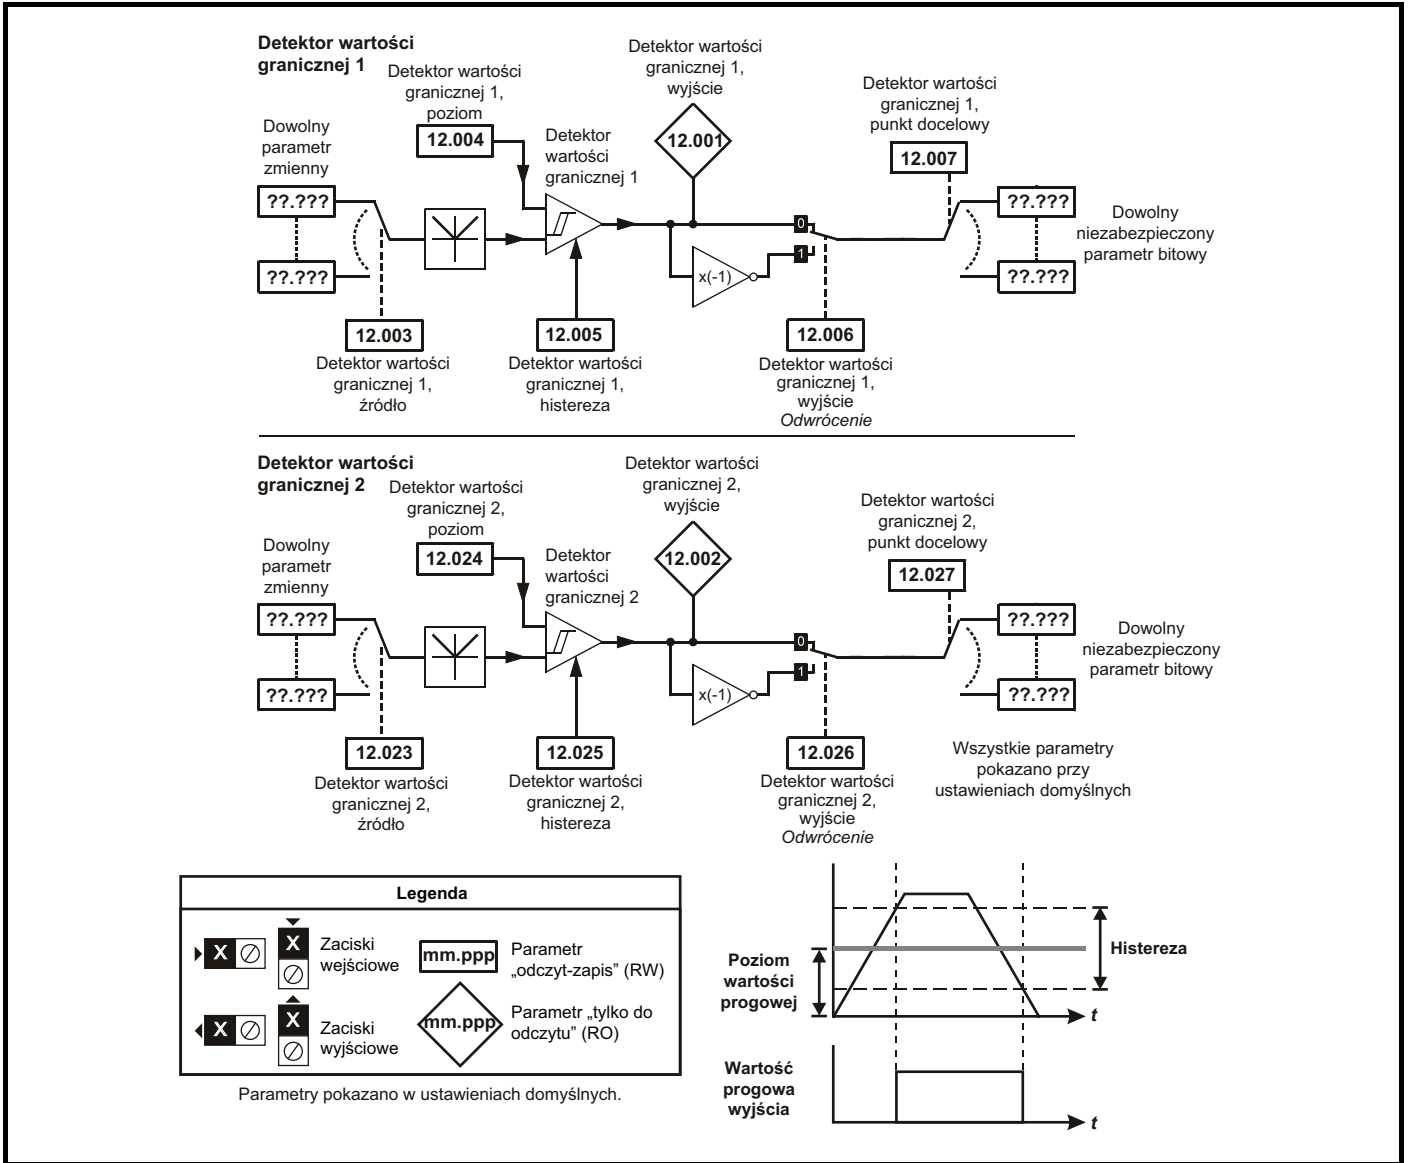 Detektor wartości
granicznej 1
Detektor wartości
granicznej 1,
poziom
12.004
Detektor wartości
granicznej 1,
wyjście
12.001
Detektor wartości
granicznej 1,
punkt docelowy
12.007
Dowolny
parametr
zmienny
??.???
??.???
Detektor
wartości
granicznej 1
0
1
x(-1)
??.???
??.???
Dowolny
niezabezpieczony
parametr bitowy
12.003
Detektor wartości
granicznej 1,
źródło
12.005
Detektor wartości
granicznej 1,
histereza
12.006
Detektor wartości
granicznej 1,
wyjście
Odwrócenie
Detektor wartości
granicznej 2
Detektor wartości
granicznej 2,
poziom
12.024
Detektor wartości
granicznej 2,
wyjście
12.002
Detektor wartości
granicznej 2,
punkt docelowy
12.027
Dowolny
parametr
zmienny
??.???
??.???
Detektor
wartości
granicznej 2
0
1
x(-1)
??.???
??.???
Dowolny
niezabezpieczony
parametr bitowy
12.023
Detektor wartości
granicznej 2,
źródło
12.025
Detektor wartości
granicznej 2,
histereza
12.026
Detektor wartości
granicznej 2,
wyjście
Odwrócenie
Wszystkie parametry
pokazano przy
ustawieniach domyślnych
Legenda
X
X
Zaciski
wejściowe
mm.ppp
Parametr
„odczyt-zapis” (RW)
X
X
Zaciski
wyjściowe
mm.ppp
Parametr „tylko do
odczytu” (RO)
Parametry pokazano w ustawieniach domyślnych.
Poziom
wartości
progowej
Histereza
t
Wartość
progowa
wyjścia
t